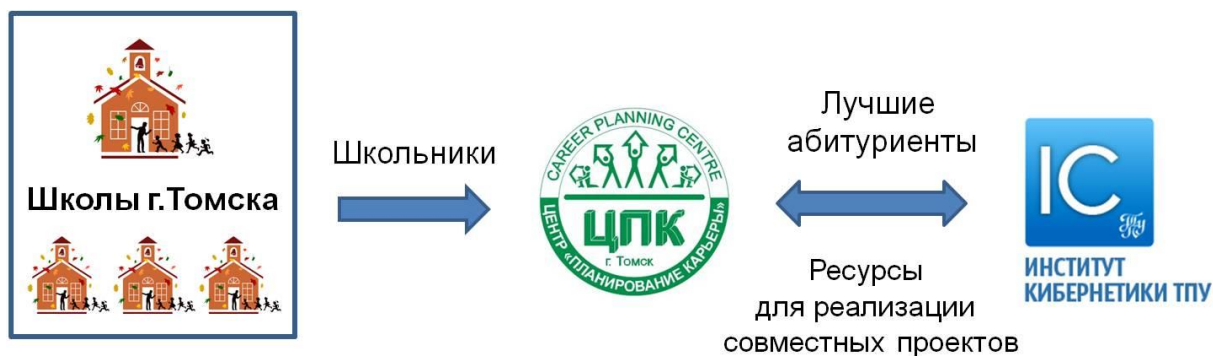 Школы г.Томска
Школьники
CAREER PLANNING CENTRE
ЦПК
г. Томск
ЦЕНТР «ПЛАНИРОВАНИЕ КАРЬЕРЫ»
Лучшие
абитуриенты
Ресурсы
для реализации
совместных проектов
IC
ТПУ
ИНСТИТУТ
КИБЕРНЕТИКИ ТПУ